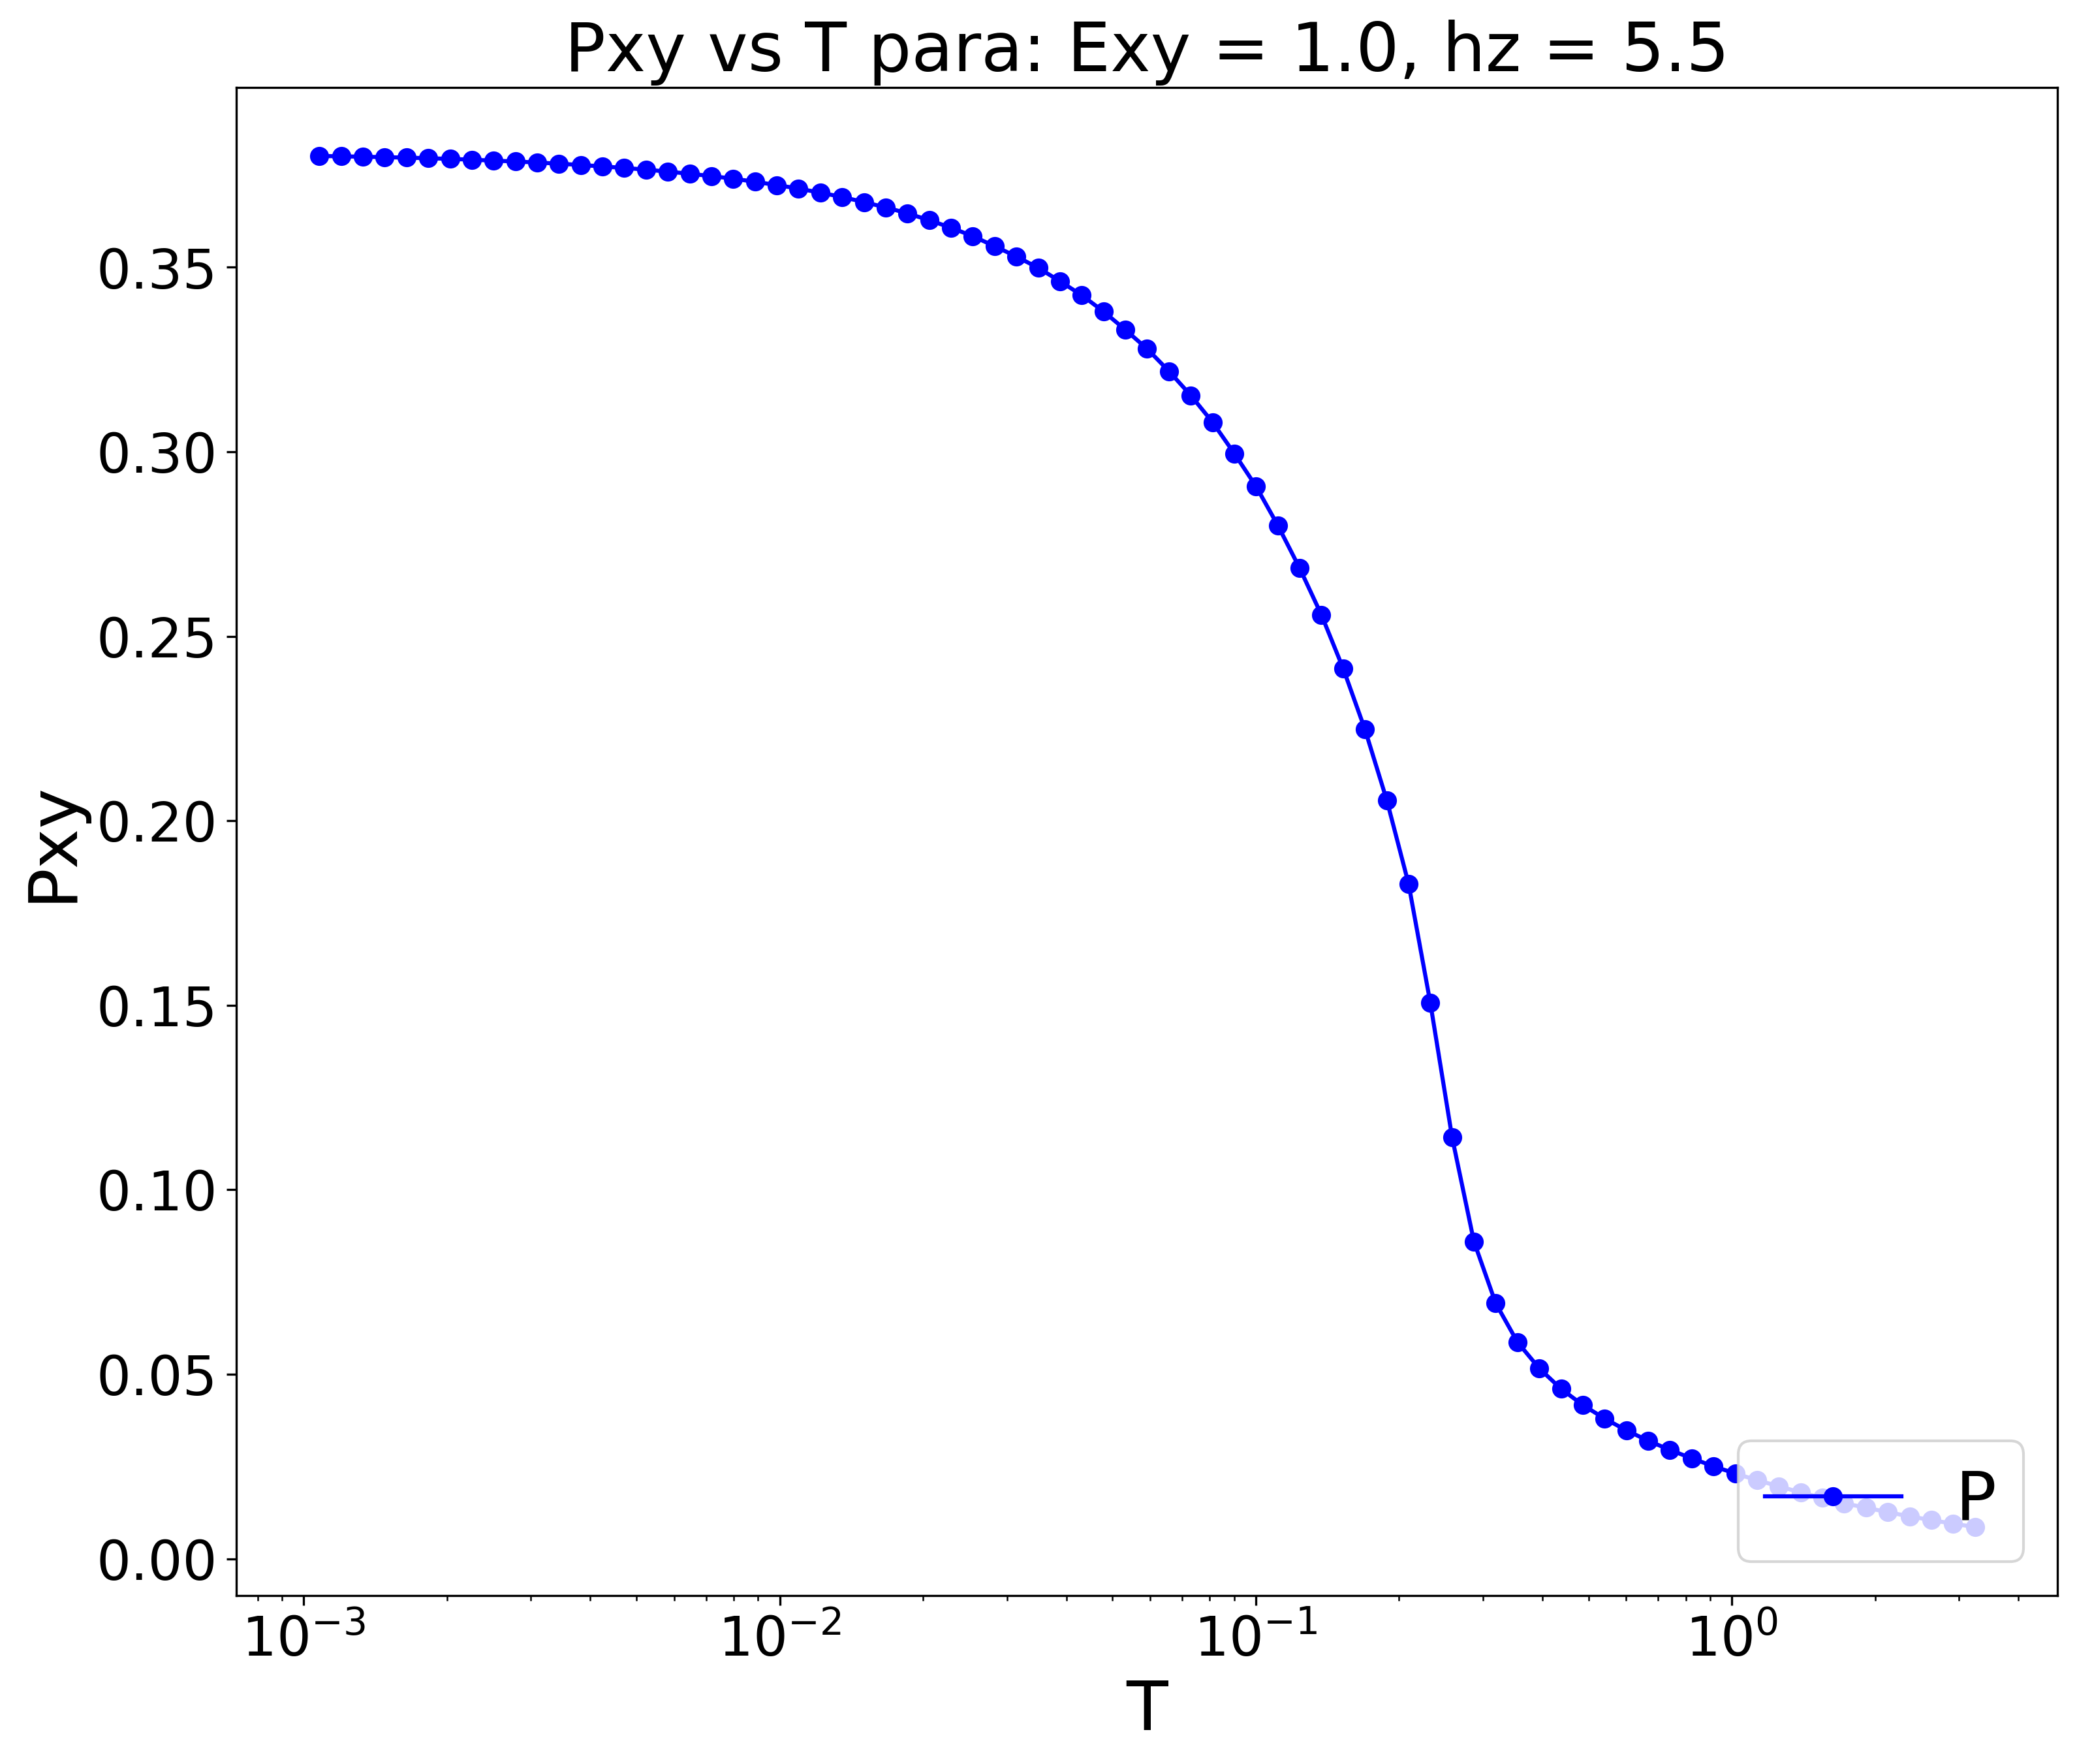 Pxy vs T para: Exy = 1.0, hz = 5.5
Pxy
0.35
0.30
0.25
0.20
0.15
0.10
0.05
0.00
P
10⁻³ 10⁻² 10⁻¹ 10⁰
T